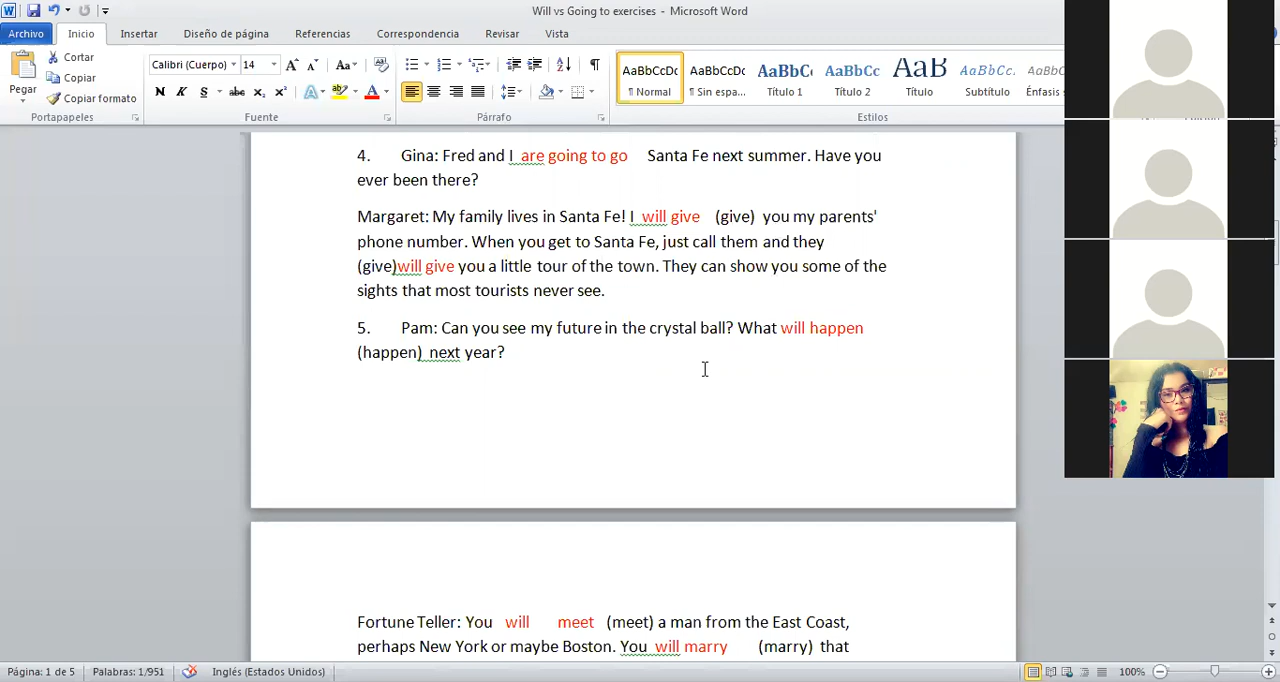 Will vs Going to exercises - Microsoft Word
Archivo Inicio Insertar Diseño de página Referencias Correspondencia Revisar Vista
Cortar
Copiar
Copiar formato
Pegar
Portapapeles
Calibri (Cuerpo) 14
Fuente
Párrafo
AaBbCcDc AaBbCcDc AaBbC AaBbCc AaB AaBbCc.
¶ Normal ¶ Sin espa... Título 1 Título 2 Título Subtítulo Énfasis
Estilos
4. Gina: Fred and I are going to go Santa Fe next summer. Have you
ever been there?
Margaret: My family lives in Santa Fe! I will give (give) you my parents'
phone number. When you get to Santa Fe, just call them and they
(give)will give you a little tour of the town. They can show you some of the
sights that most tourists never see.
5. Pam: Can you see my future in the crystal ball? What will happen
(happen) next year?
Fortune Teller: You will meet (meet) a man from the East Coast,
perhaps New York or maybe Boston. You will marry (marry) that
Página: 1 de 5 Palabras: 1/951 Inglés (Estados Unidos) 100%